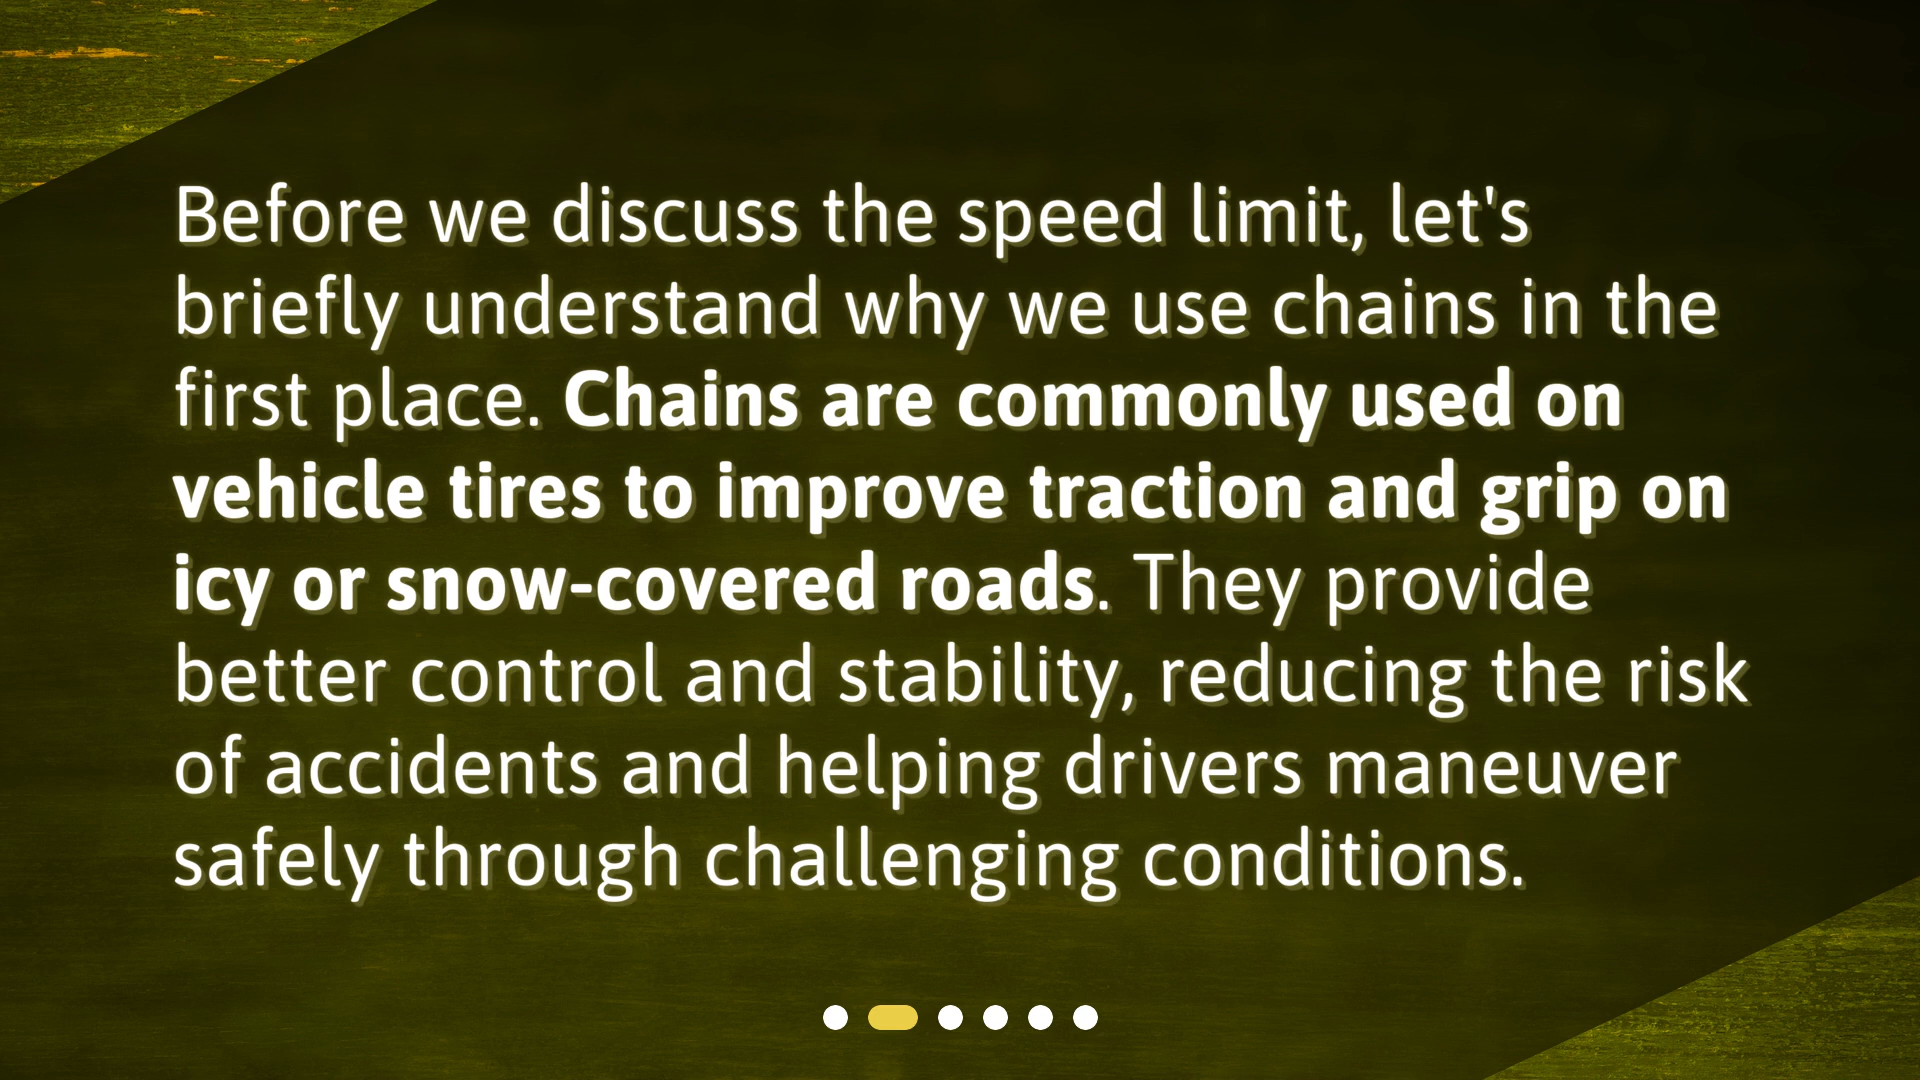 Before we discuss the speed limit, let's
briefly understand why we use chains in the
first place. Chains are commonly used on
vehicle tires to improve traction and grip on
icy or snow-covered roads. They provide
better control and stability, reducing the risk
of accidents and helping drivers maneuver
safely through challenging conditions.